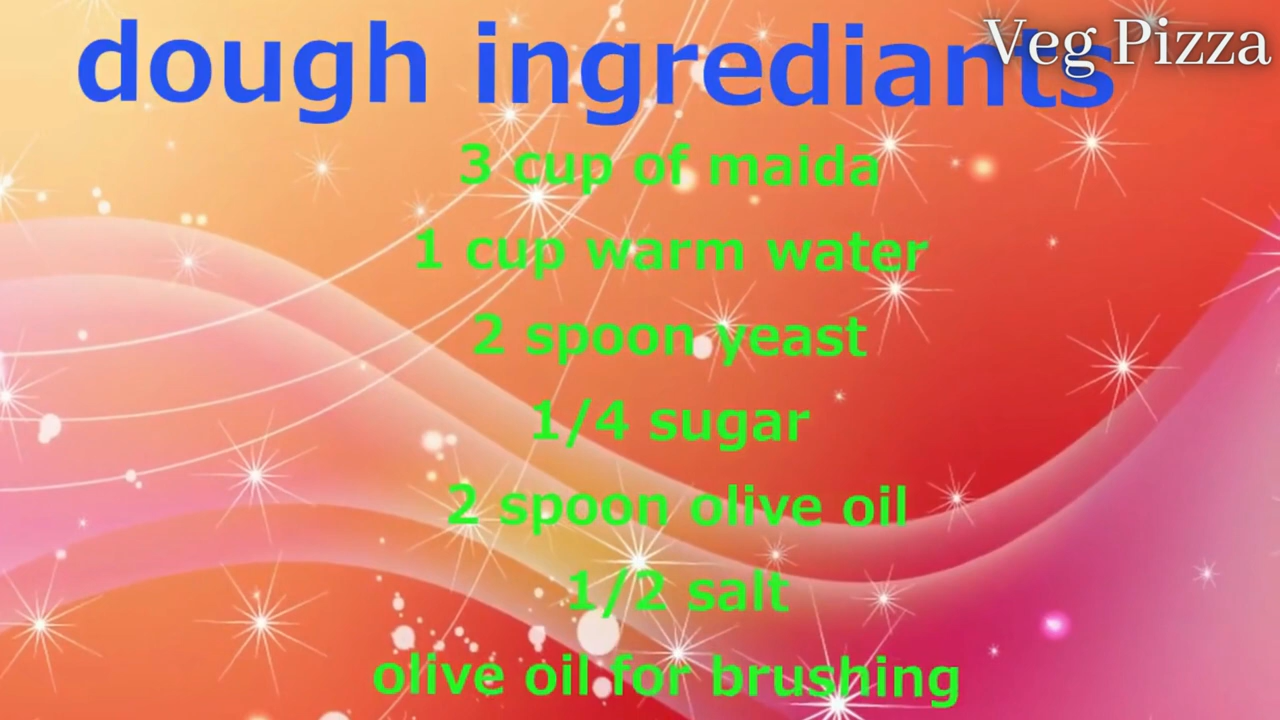 dough ingrediants
Veg Pizza
3 cup of maida
1 cup warm water
2 spoon yeast
1/4 sugar
2 spoon olive oil
1/2 salt
olive oil for brushing